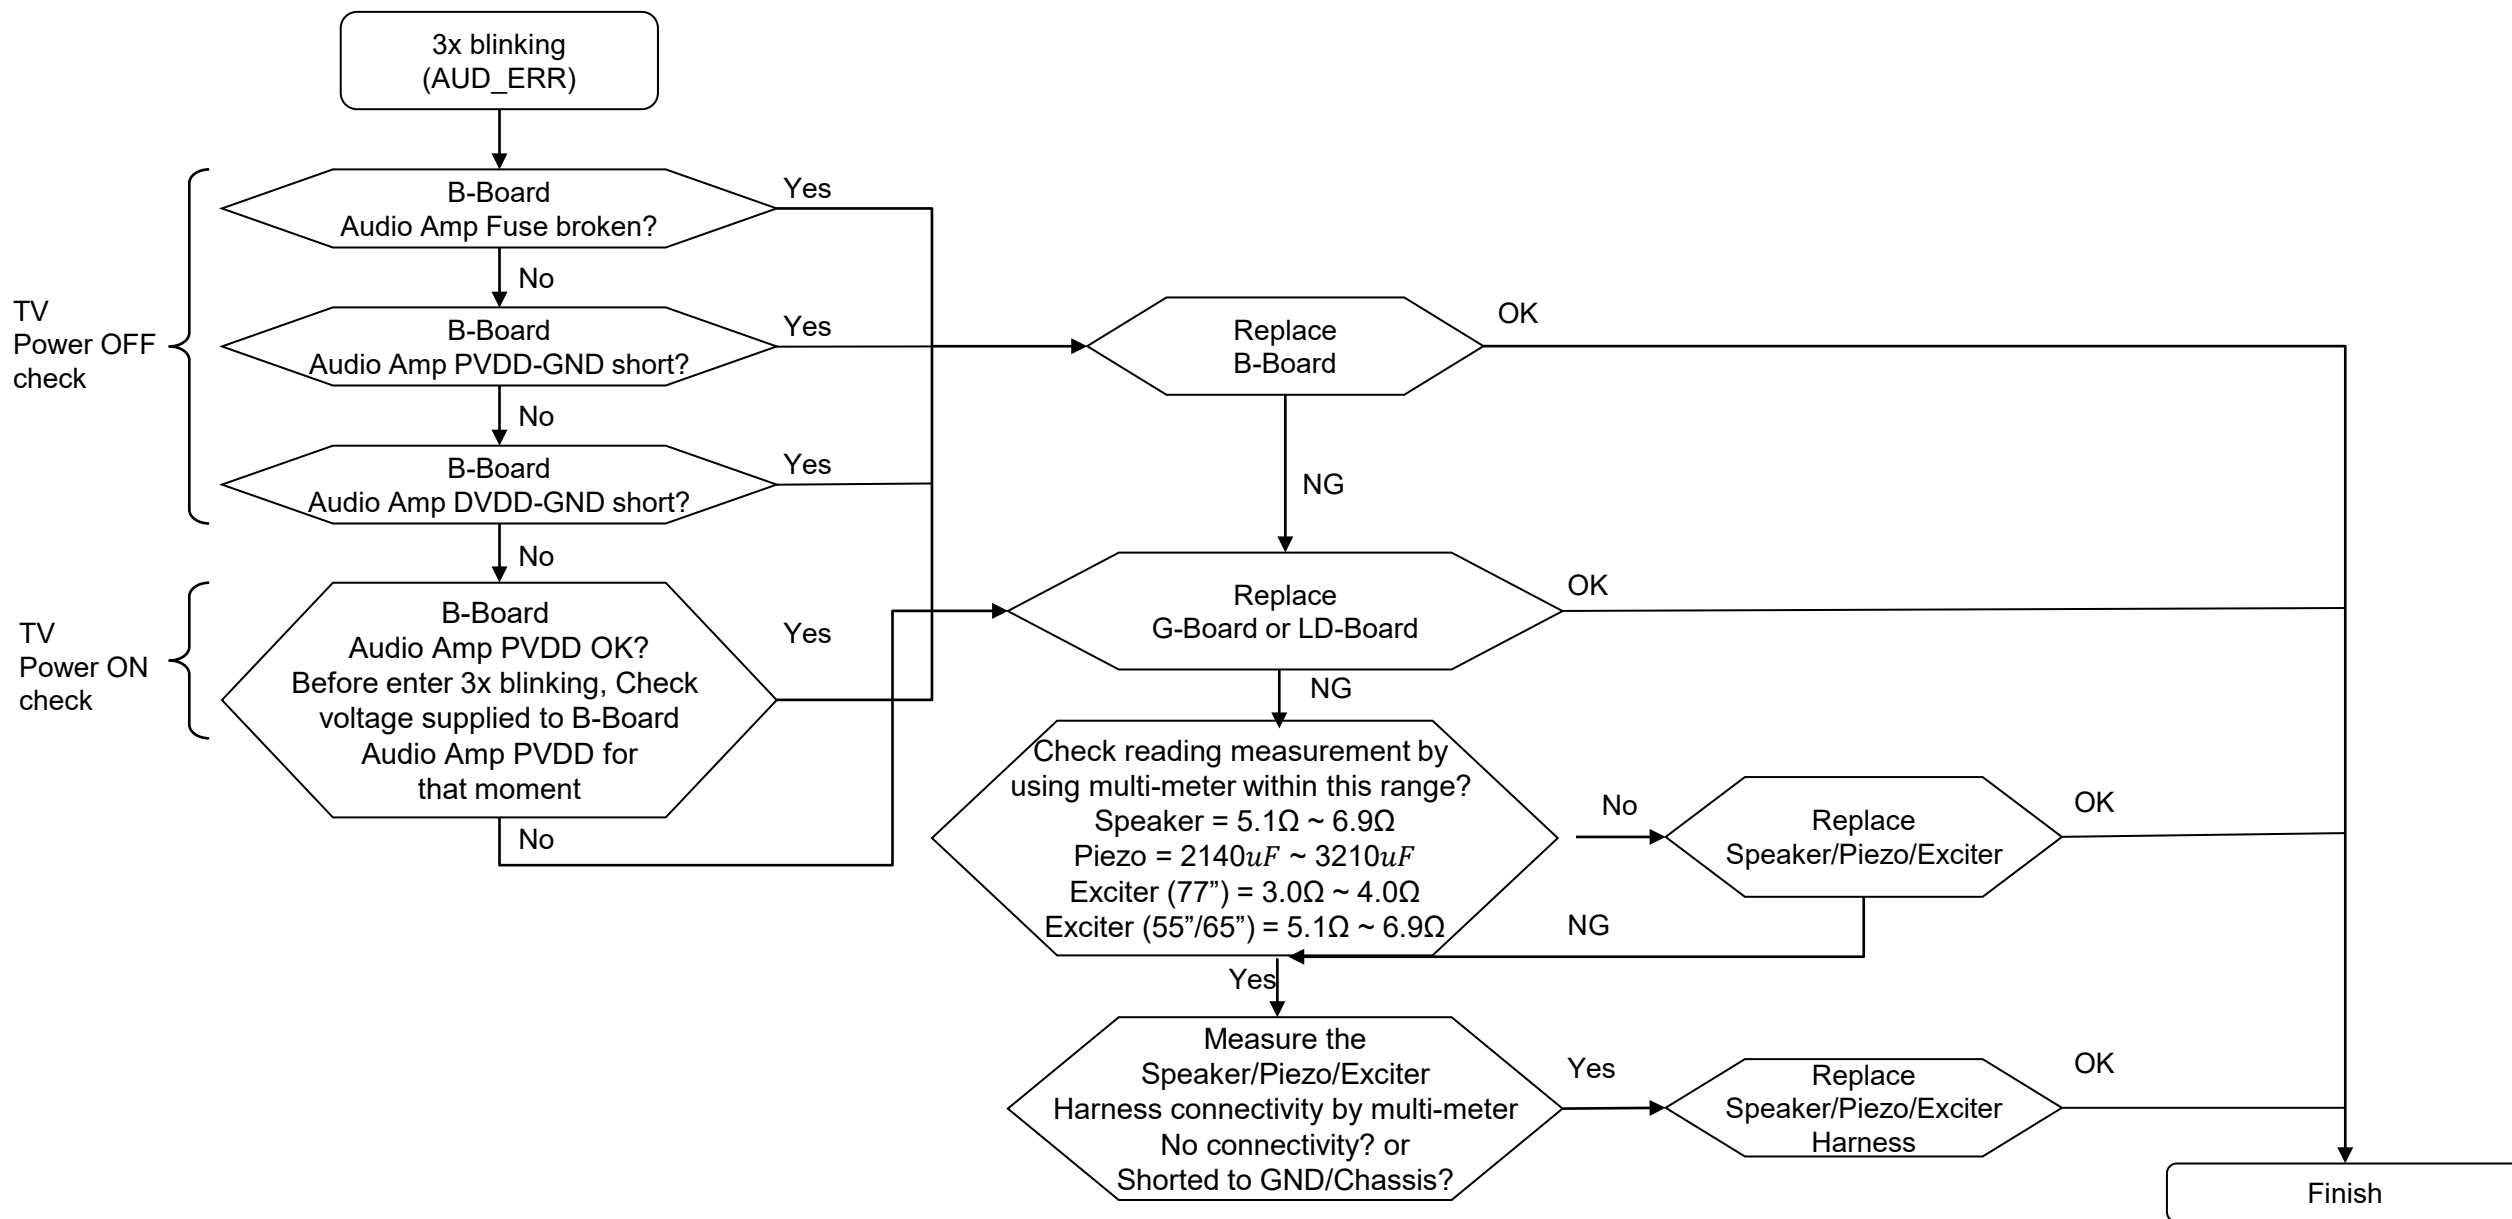 3x blinking
(AUD_ERR)
B-Board
Audio Amp Fuse broken?
Yes
No
TV
Power OFF
check
B-Board
Audio Amp PVDD-GND short?
Yes
No
B-Board
Audio Amp DVDD-GND short?
Yes
No
TV
Power ON
check
B-Board
Audio Amp PVDD OK?
Before enter 3x blinking, Check
voltage supplied to B-Board
Audio Amp PVDD for
that moment
Yes
No
Replace
B-Board
OK
NG
Replace
G-Board or LD-Board
OK
NG
Check reading measurement by
using multi-meter within this range?
Speaker = 5.1Ω ~ 6.9Ω
Piezo = 2140uF ~ 3210uF
Exciter (77”) = 3.0Ω ~ 4.0Ω
Exciter (55”/65”) = 5.1Ω ~ 6.9Ω
No
Replace
Speaker/Piezo/Exciter
OK
NG
Yes
Measure the
Speaker/Piezo/Exciter
Harness connectivity by multi-meter
No connectivity? or
Shorted to GND/Chassis?
Yes
Replace
Speaker/Piezo/Exciter
Harness
OK
Finish